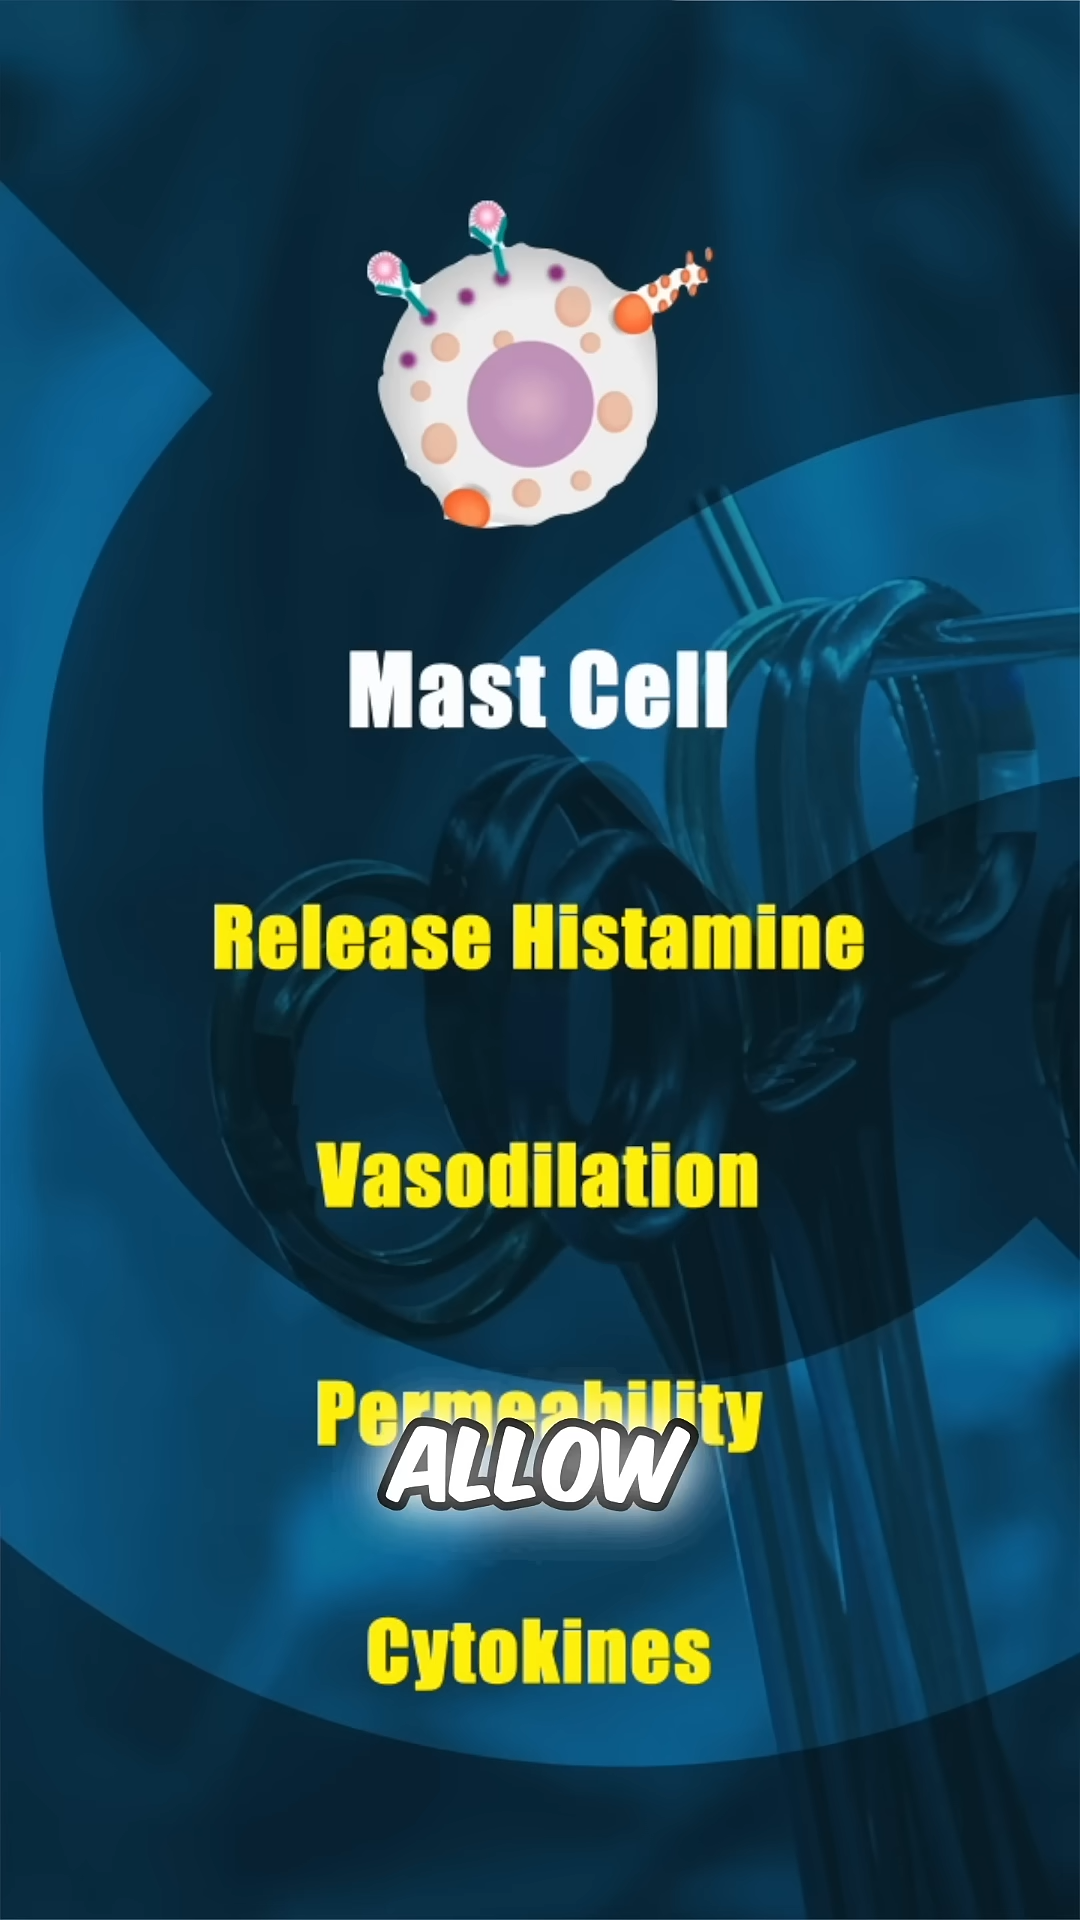 Mast Cell
Release Histamine
Vasodilation
Permeability
ALLOW
Cytokines